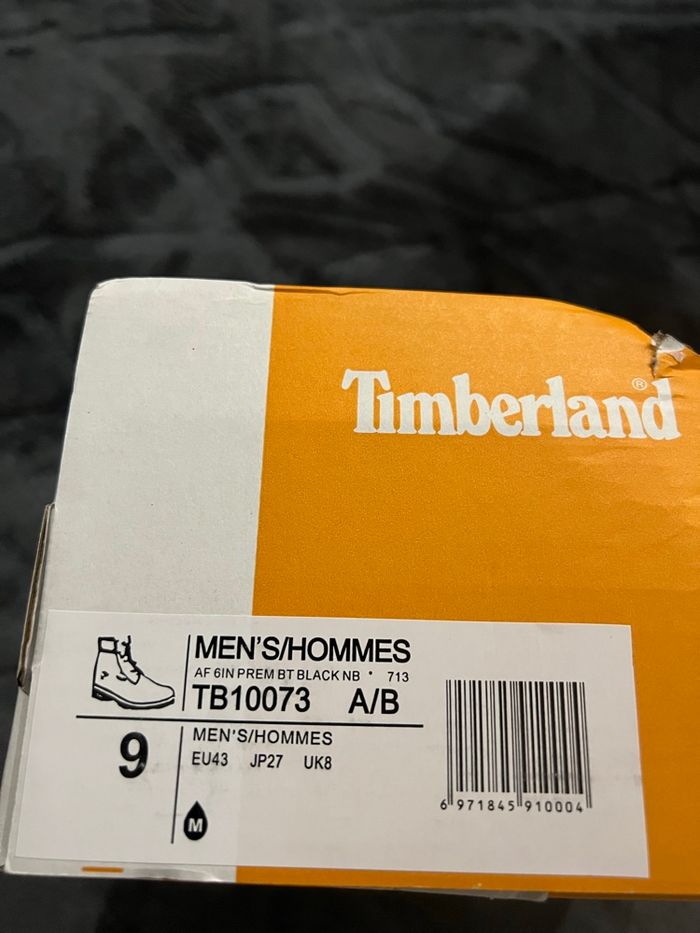 Timberland®
MEN'S/HOMMES
AF 6IN PREM BT BLACK NB * 713
TB10073 A/B
9
MEN'S/HOMMES
EU43 JP27 UK8
M
6 971845 910004